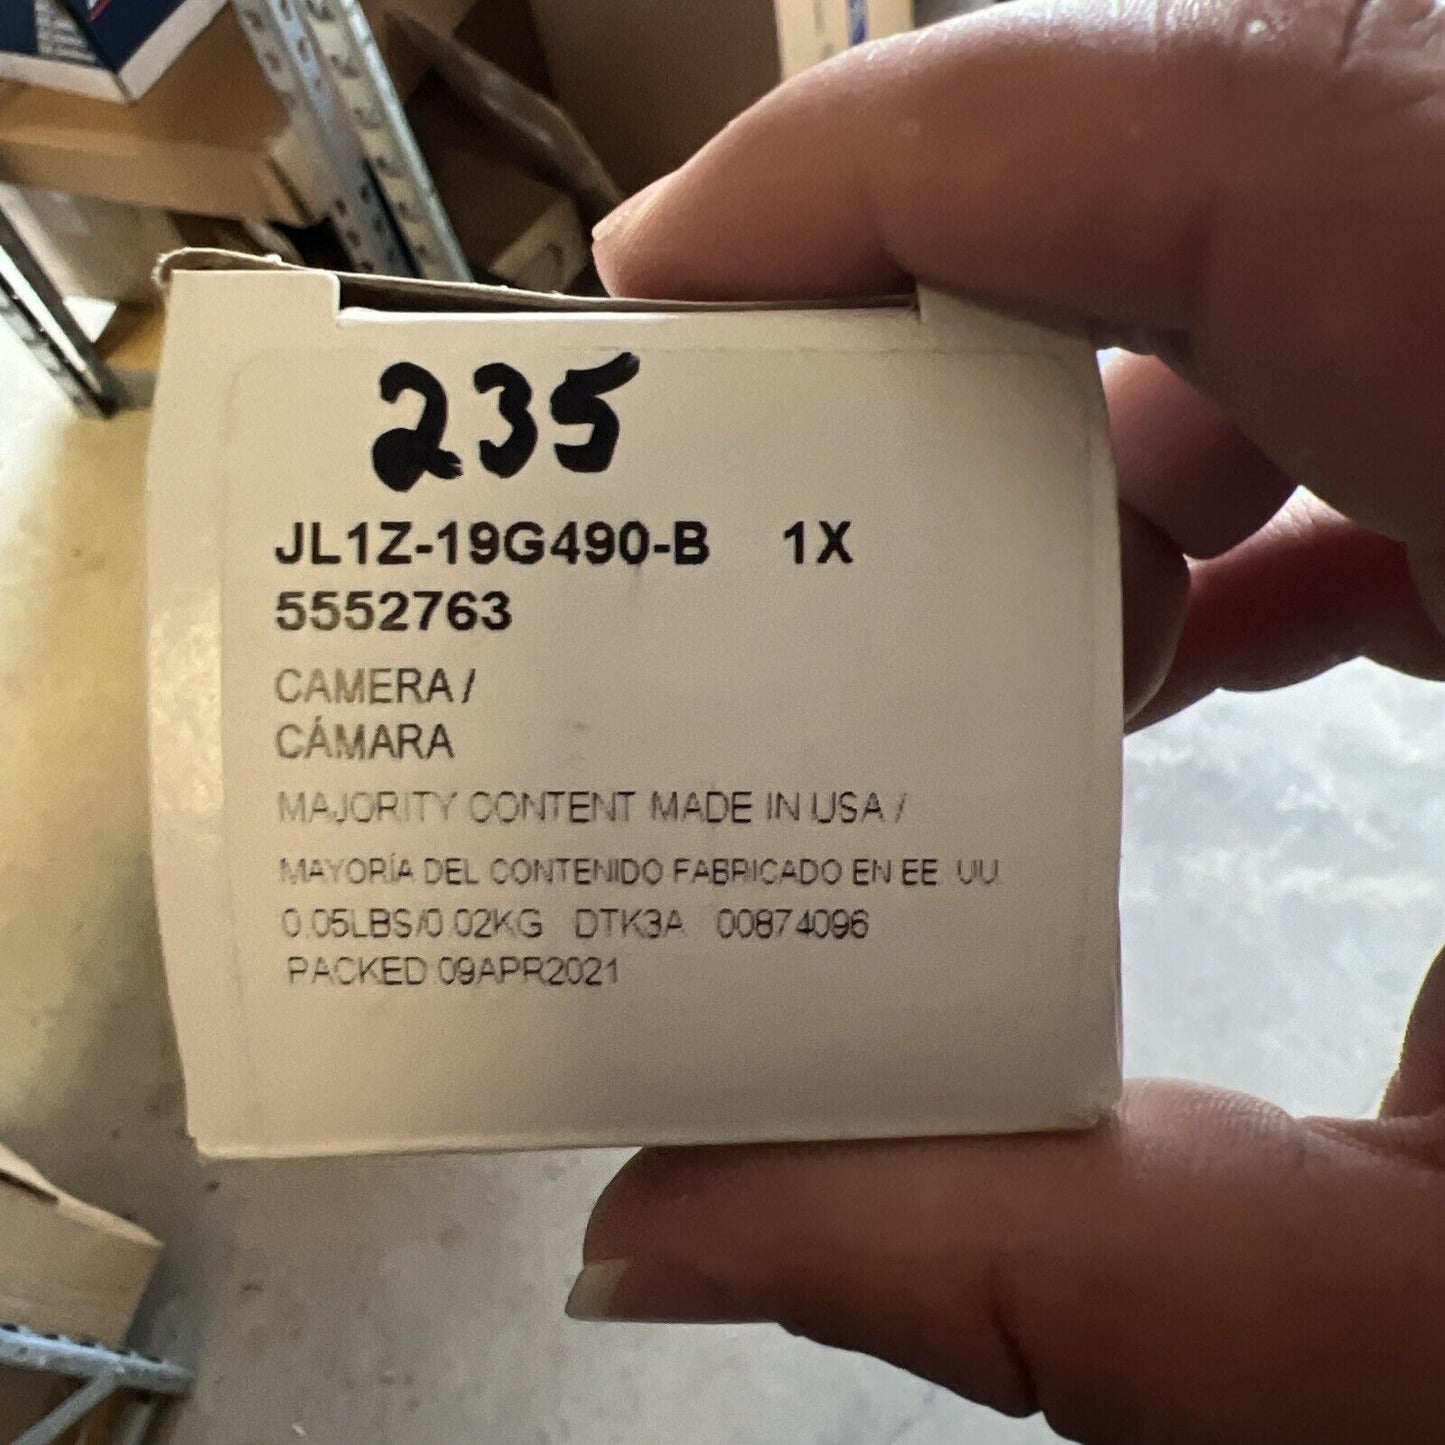 235
JL1Z-19G490-B 1X
5552763
CAMERA /
CÁMARA
MAJORITY CONTENT MADE IN USA /
MAYORÍA DEL CONTENIDO FABRICADO EN EE. UU.
0.05LBS/0.02KG DTK3A 00874096
PACKED:09APR2021